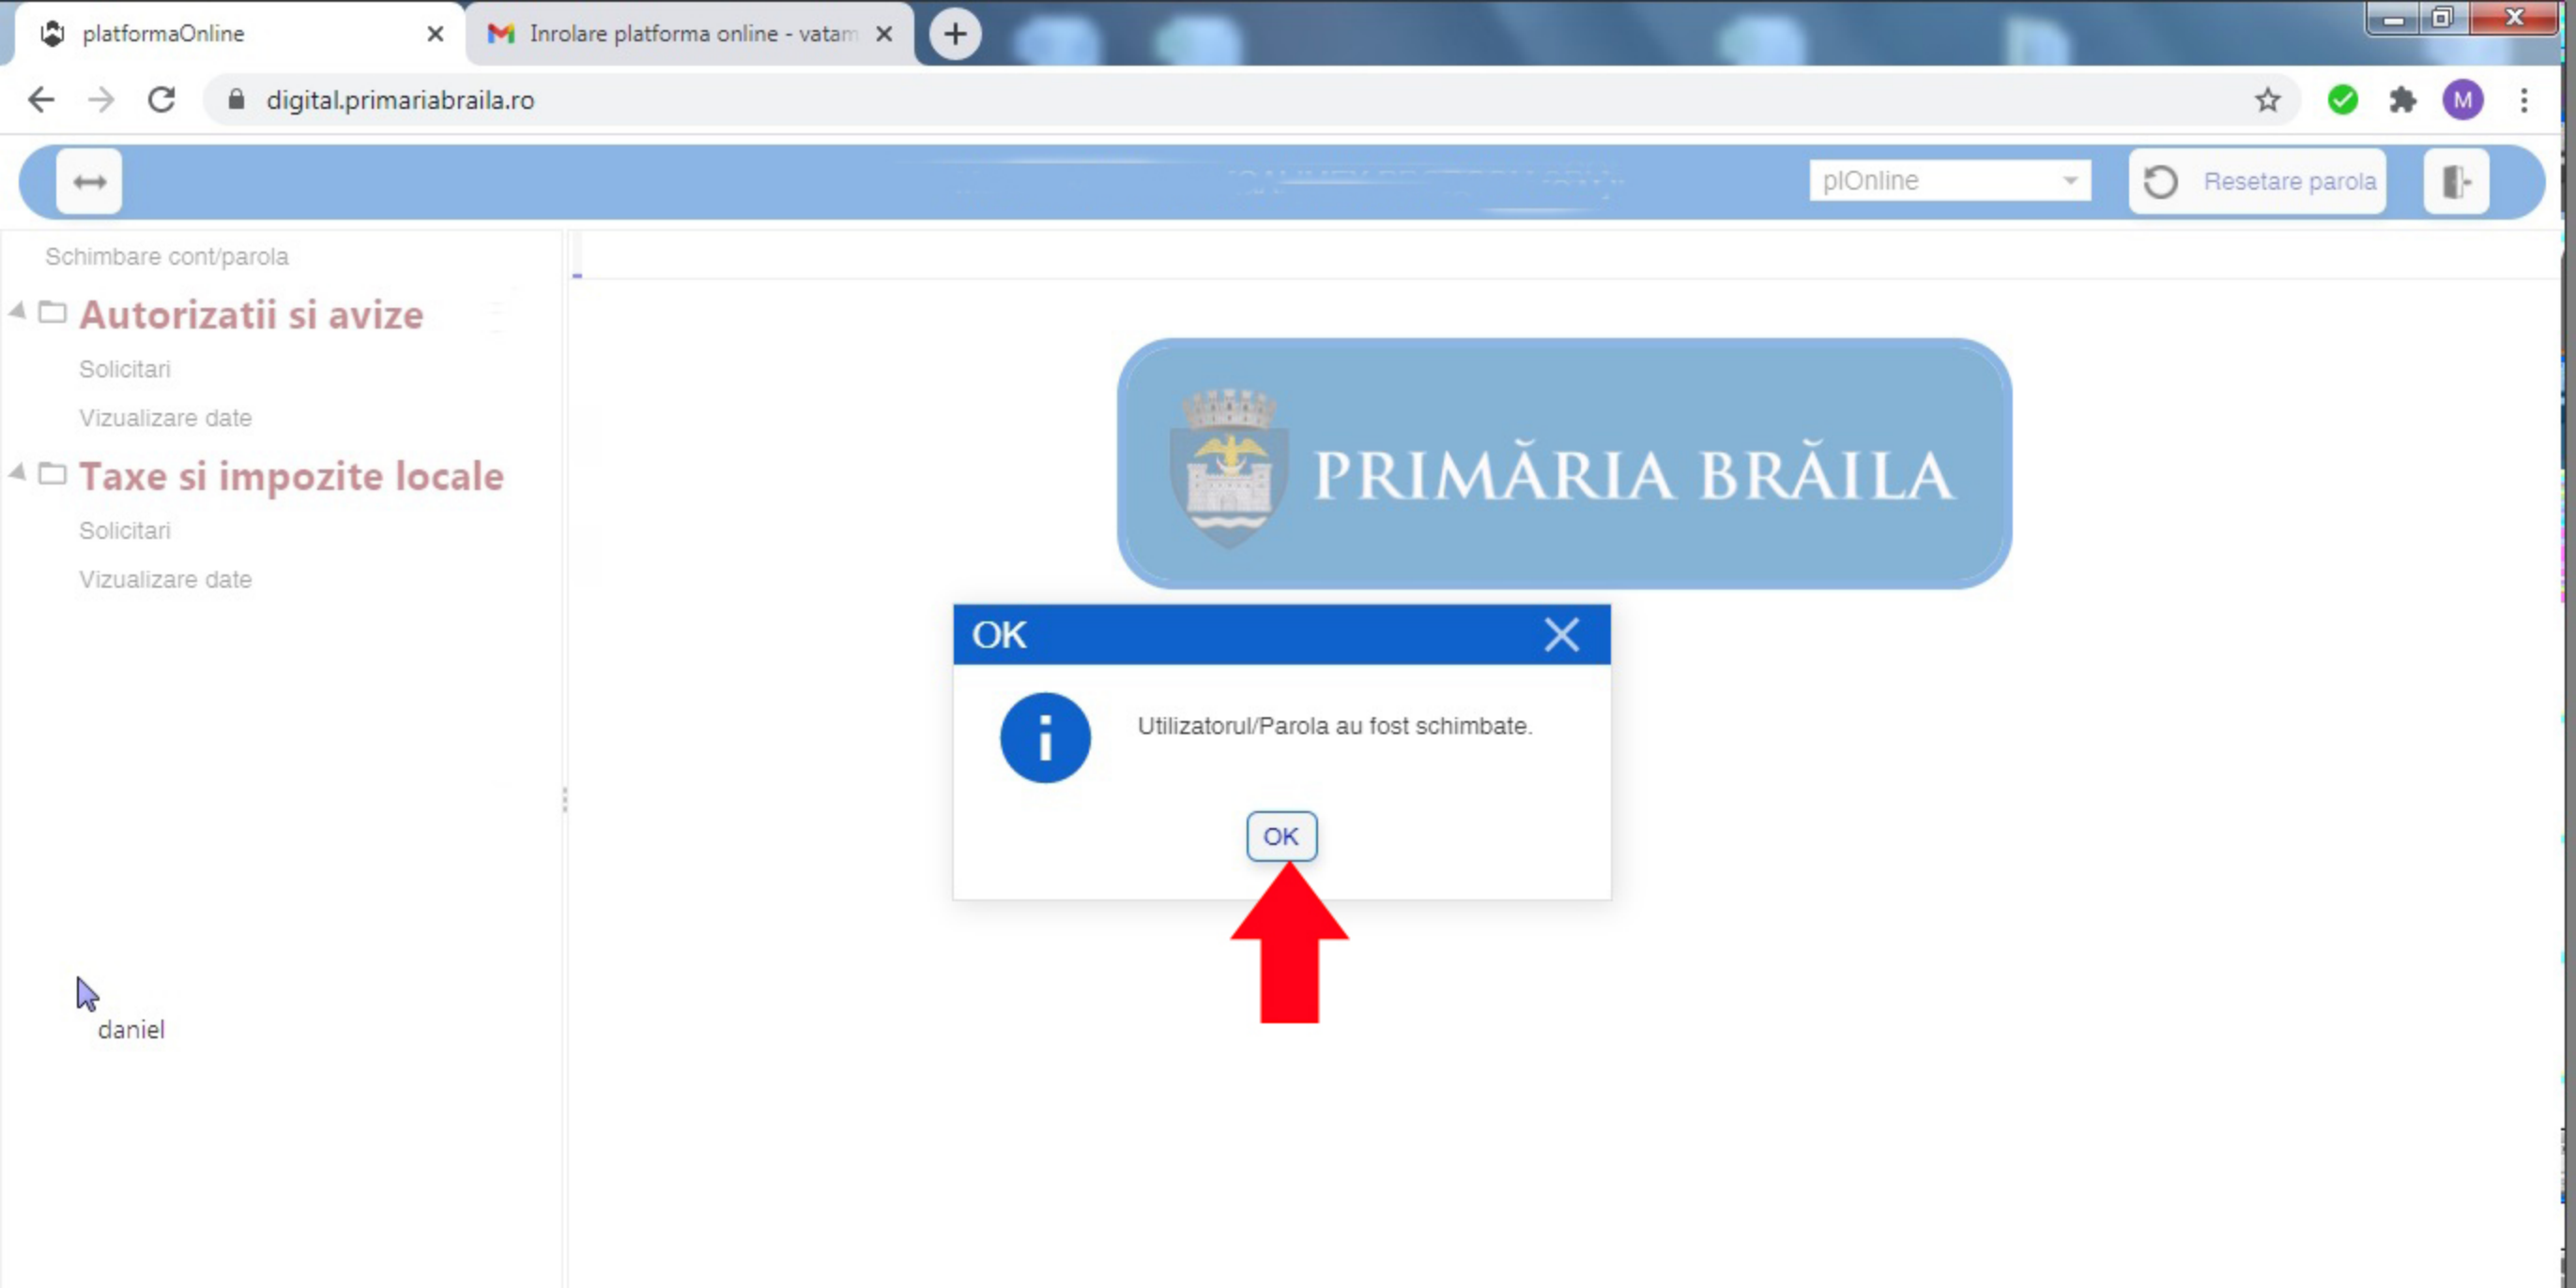 platformaOnline
Inrolare platforma online - vatam
digital.primariabraila.ro
M
plOnline
Resetare parola
Schimbare cont/parola
Autorizatii si avize
Solicitari
Vizualizare date
Taxe si impozite locale
Solicitari
Vizualizare date
PRIMĂRIA BRĂILA
OK
Utilizatorul/Parola au fost schimbate.
OK
daniel